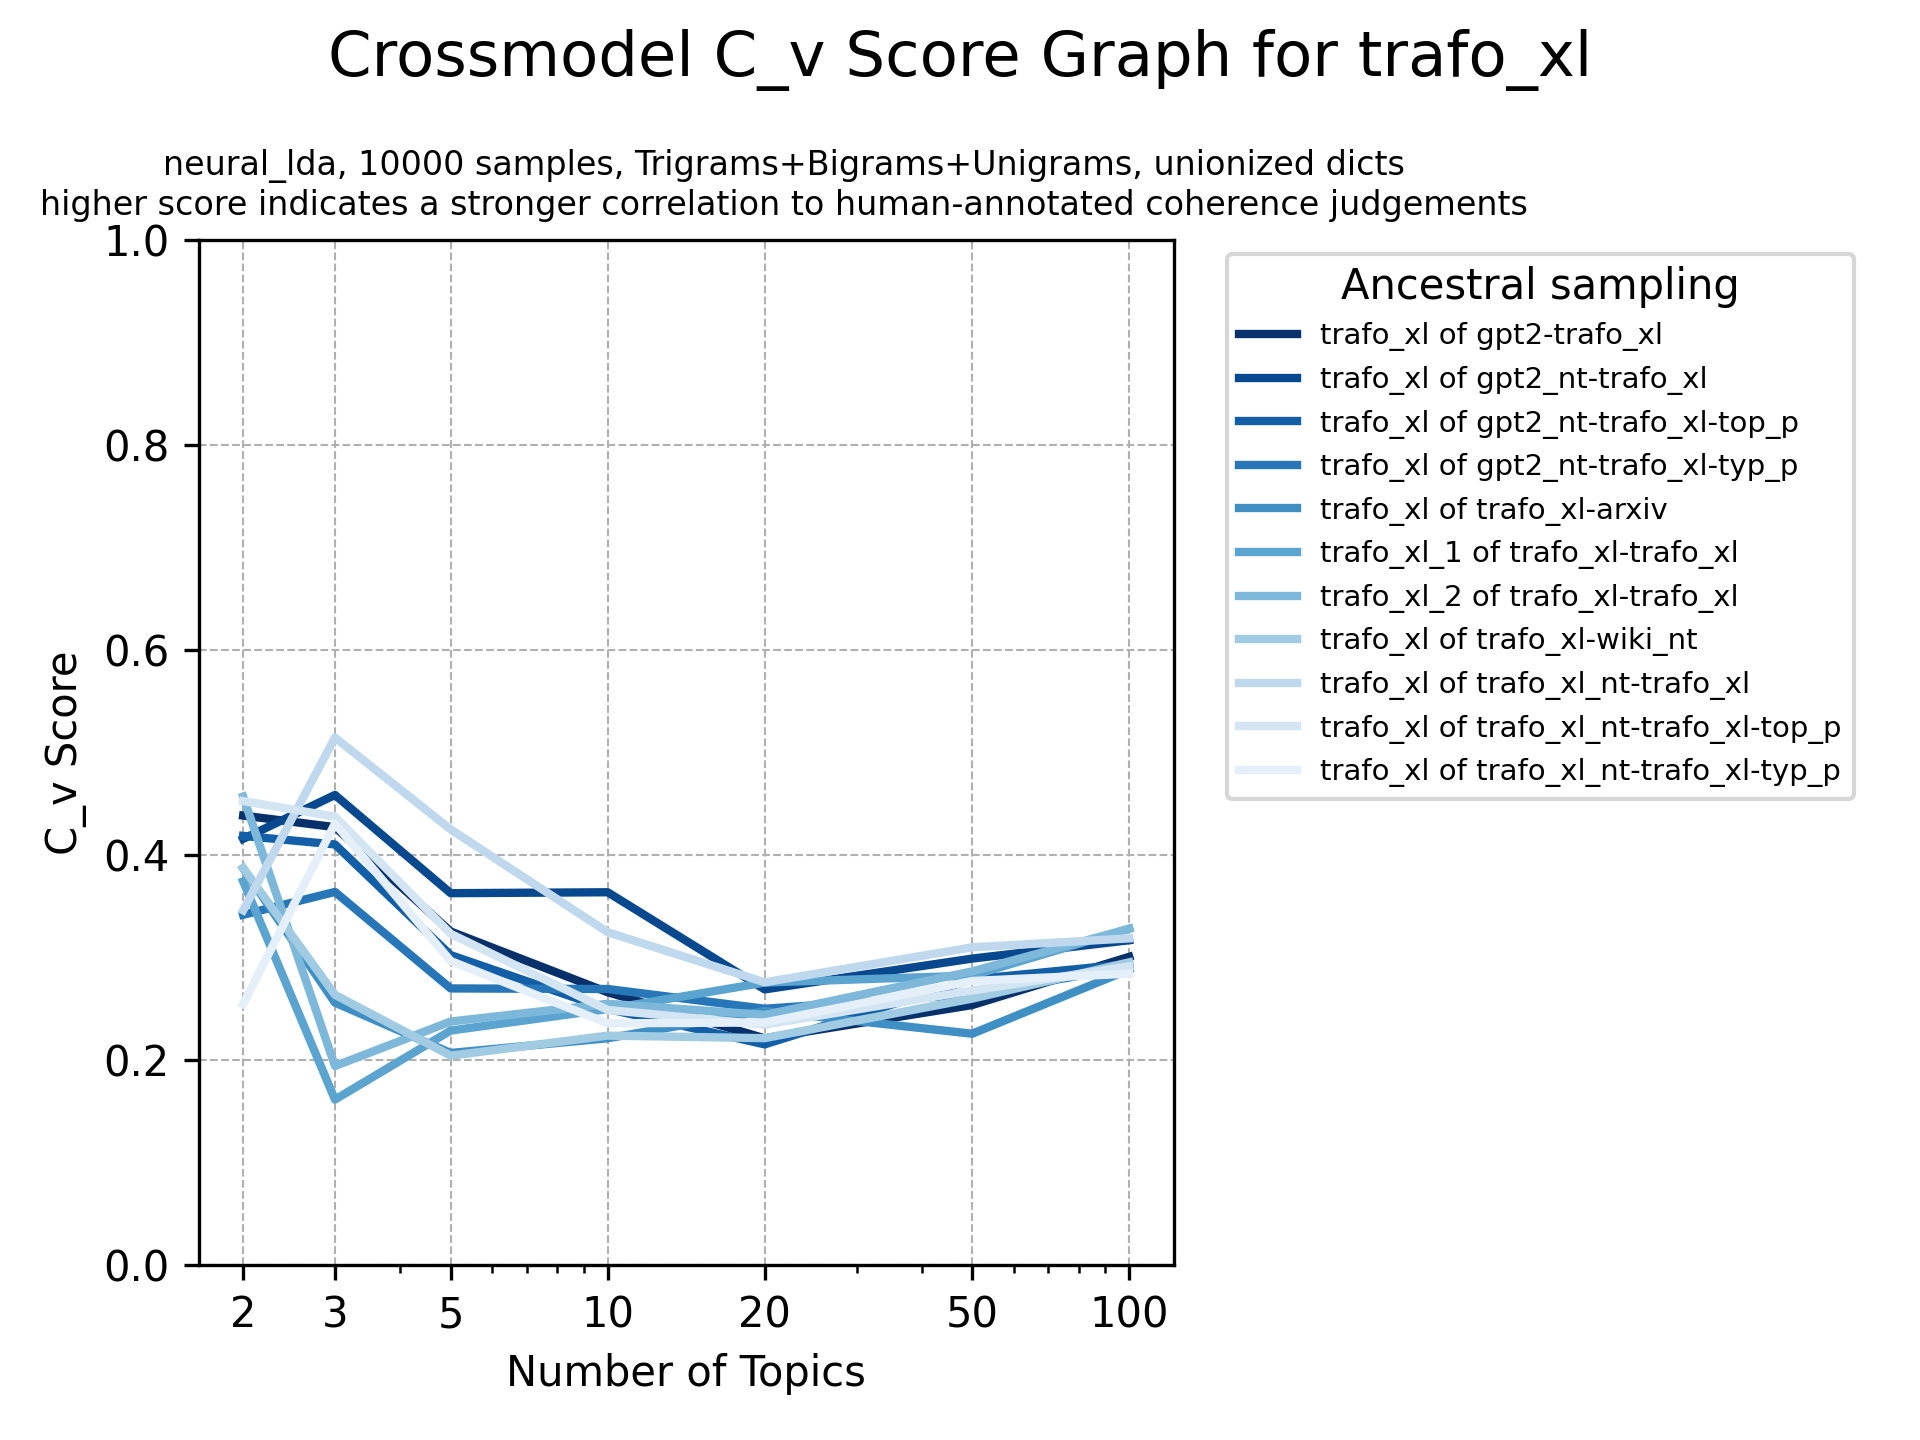 Crossmodel C_v Score Graph for trafo_xl
neural_lda, 10000 samples, Trigrams+Bigrams+Unigrams, unionized dicts
higher score indicates a stronger correlation to human-annotated coherence judgements
1.0
0.8
0.6
0.4
0.2
0.0
C_v Score
2 3 5 10 20 50 100
Number of Topics
Ancestral sampling
trafo_xl of gpt2-trafo_xl
trafo_xl of gpt2_nt-trafo_xl
trafo_xl of gpt2_nt-trafo_xl-top_p
trafo_xl of gpt2_nt-trafo_xl-typ_p
trafo_xl of trafo_xl-arxiv
trafo_xl_1 of trafo_xl-trafo_xl
trafo_xl_2 of trafo_xl-trafo_xl
trafo_xl of trafo_xl-wiki_nt
trafo_xl of trafo_xl_nt-trafo_xl
trafo_xl of trafo_xl_nt-trafo_xl-top_p
trafo_xl of trafo_xl_nt-trafo_xl-typ_p